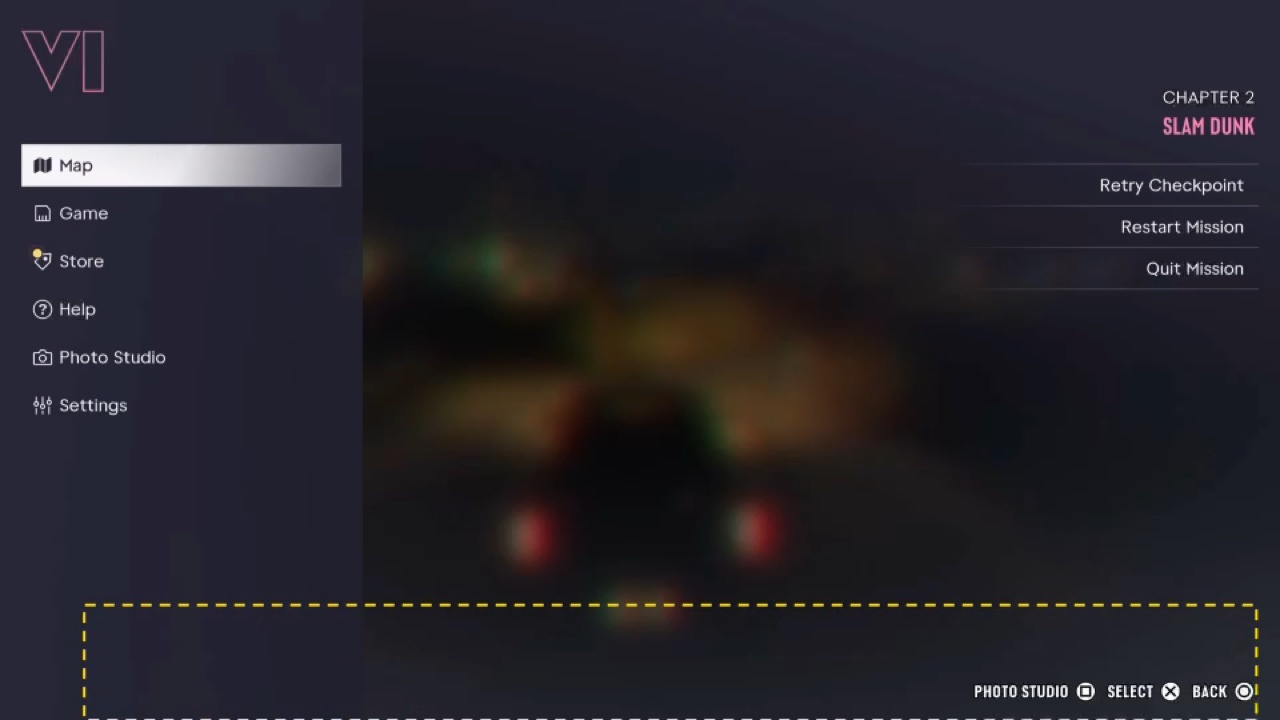 VI
Map
Game
Store
Help
Photo Studio
Settings
CHAPTER 2
SLAM DUNK
Retry Checkpoint
Restart Mission
Quit Mission
PHOTO STUDIO SELECT BACK